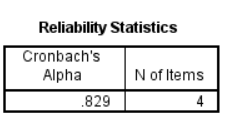 Reliability Statistics
Cronbach's
Alpha N of Items
.829 4